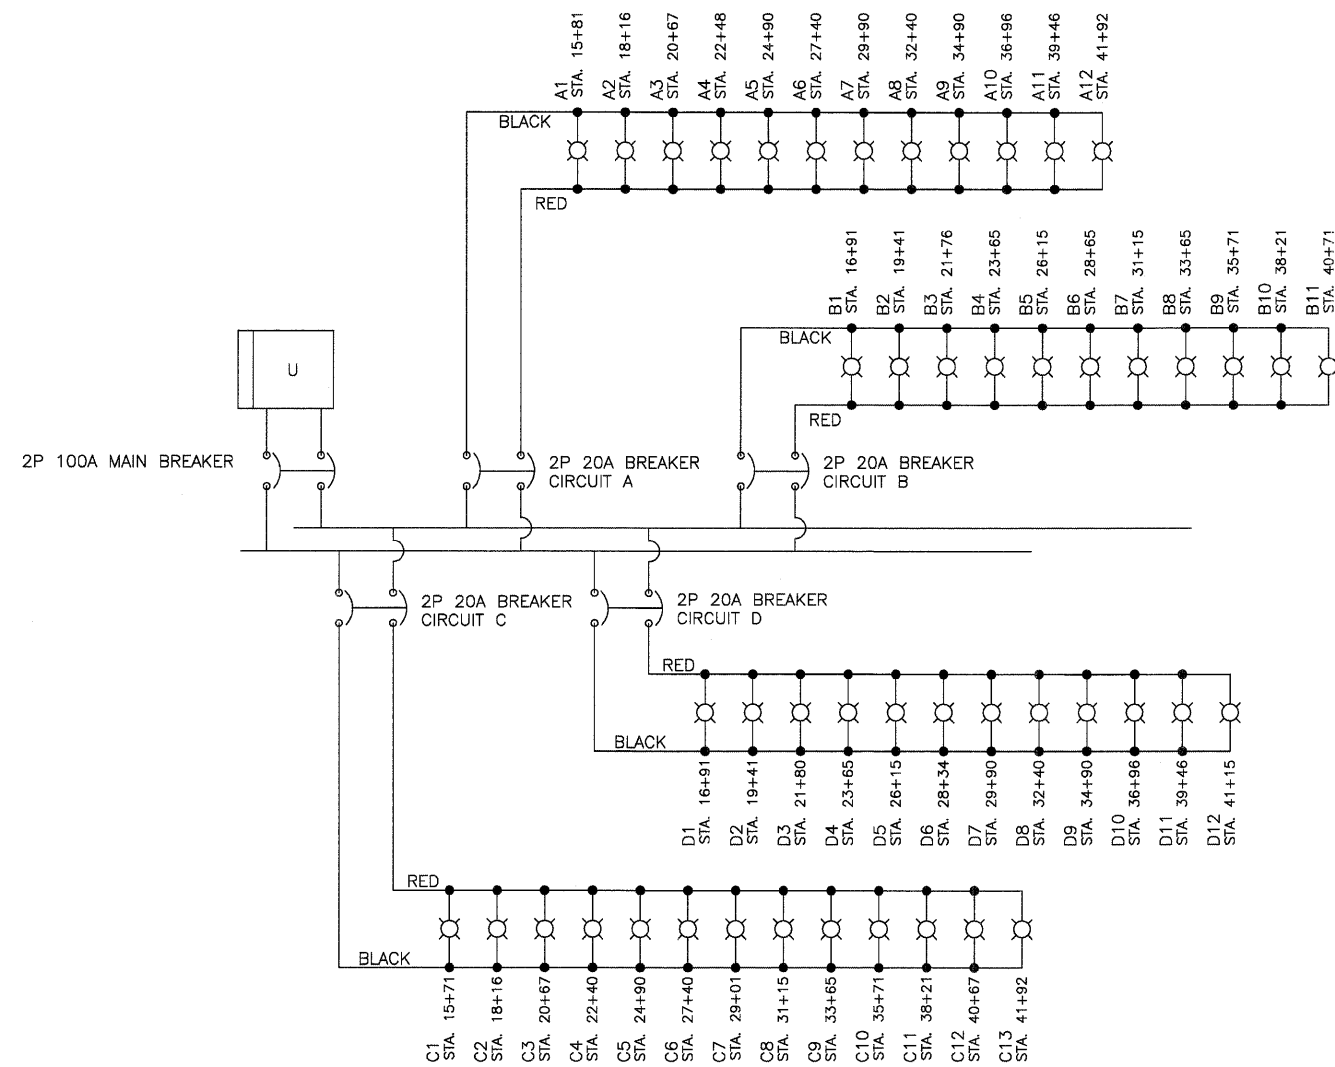 A1
STA. 15+81
A2
STA. 18+16
A3
STA. 20+67
A4
STA. 22+48
A5
STA. 24+90
A6
STA. 27+40
A7
STA. 29+90
A8
STA. 32+40
A9
STA. 34+90
A10
STA. 36+96
A11
STA. 39+46
A12
STA. 41+92
BLACK
RED
B1
STA. 16+91
B2
STA. 19+41
B3
STA. 21+76
B4
STA. 23+65
B5
STA. 26+15
B6
STA. 28+65
B7
STA. 31+15
B8
STA. 33+65
B9
STA. 35+71
B10
STA. 38+21
B11
STA. 40+71
BLACK
RED
U
2P 100A MAIN BREAKER
2P 20A BREAKER
CIRCUIT A
2P 20A BREAKER
CIRCUIT B
2P 20A BREAKER
CIRCUIT C
2P 20A BREAKER
CIRCUIT D
RED
BLACK
D1
STA. 16+91
D2
STA. 19+41
D3
STA. 21+80
D4
STA. 23+65
D5
STA. 26+15
D6
STA. 28+34
D7
STA. 29+90
D8
STA. 32+40
D9
STA. 34+90
D10
STA. 36+96
D11
STA. 39+46
D12
STA. 41+15
RED
BLACK
C1
STA. 15+71
C2
STA. 18+16
C3
STA. 20+67
C4
STA. 22+40
C5
STA. 24+90
C6
STA. 27+40
C7
STA. 29+01
C8
STA. 31+15
C9
STA. 33+65
C10
STA. 35+71
C11
STA. 38+21
C12
STA. 40+67
C13
STA. 41+92